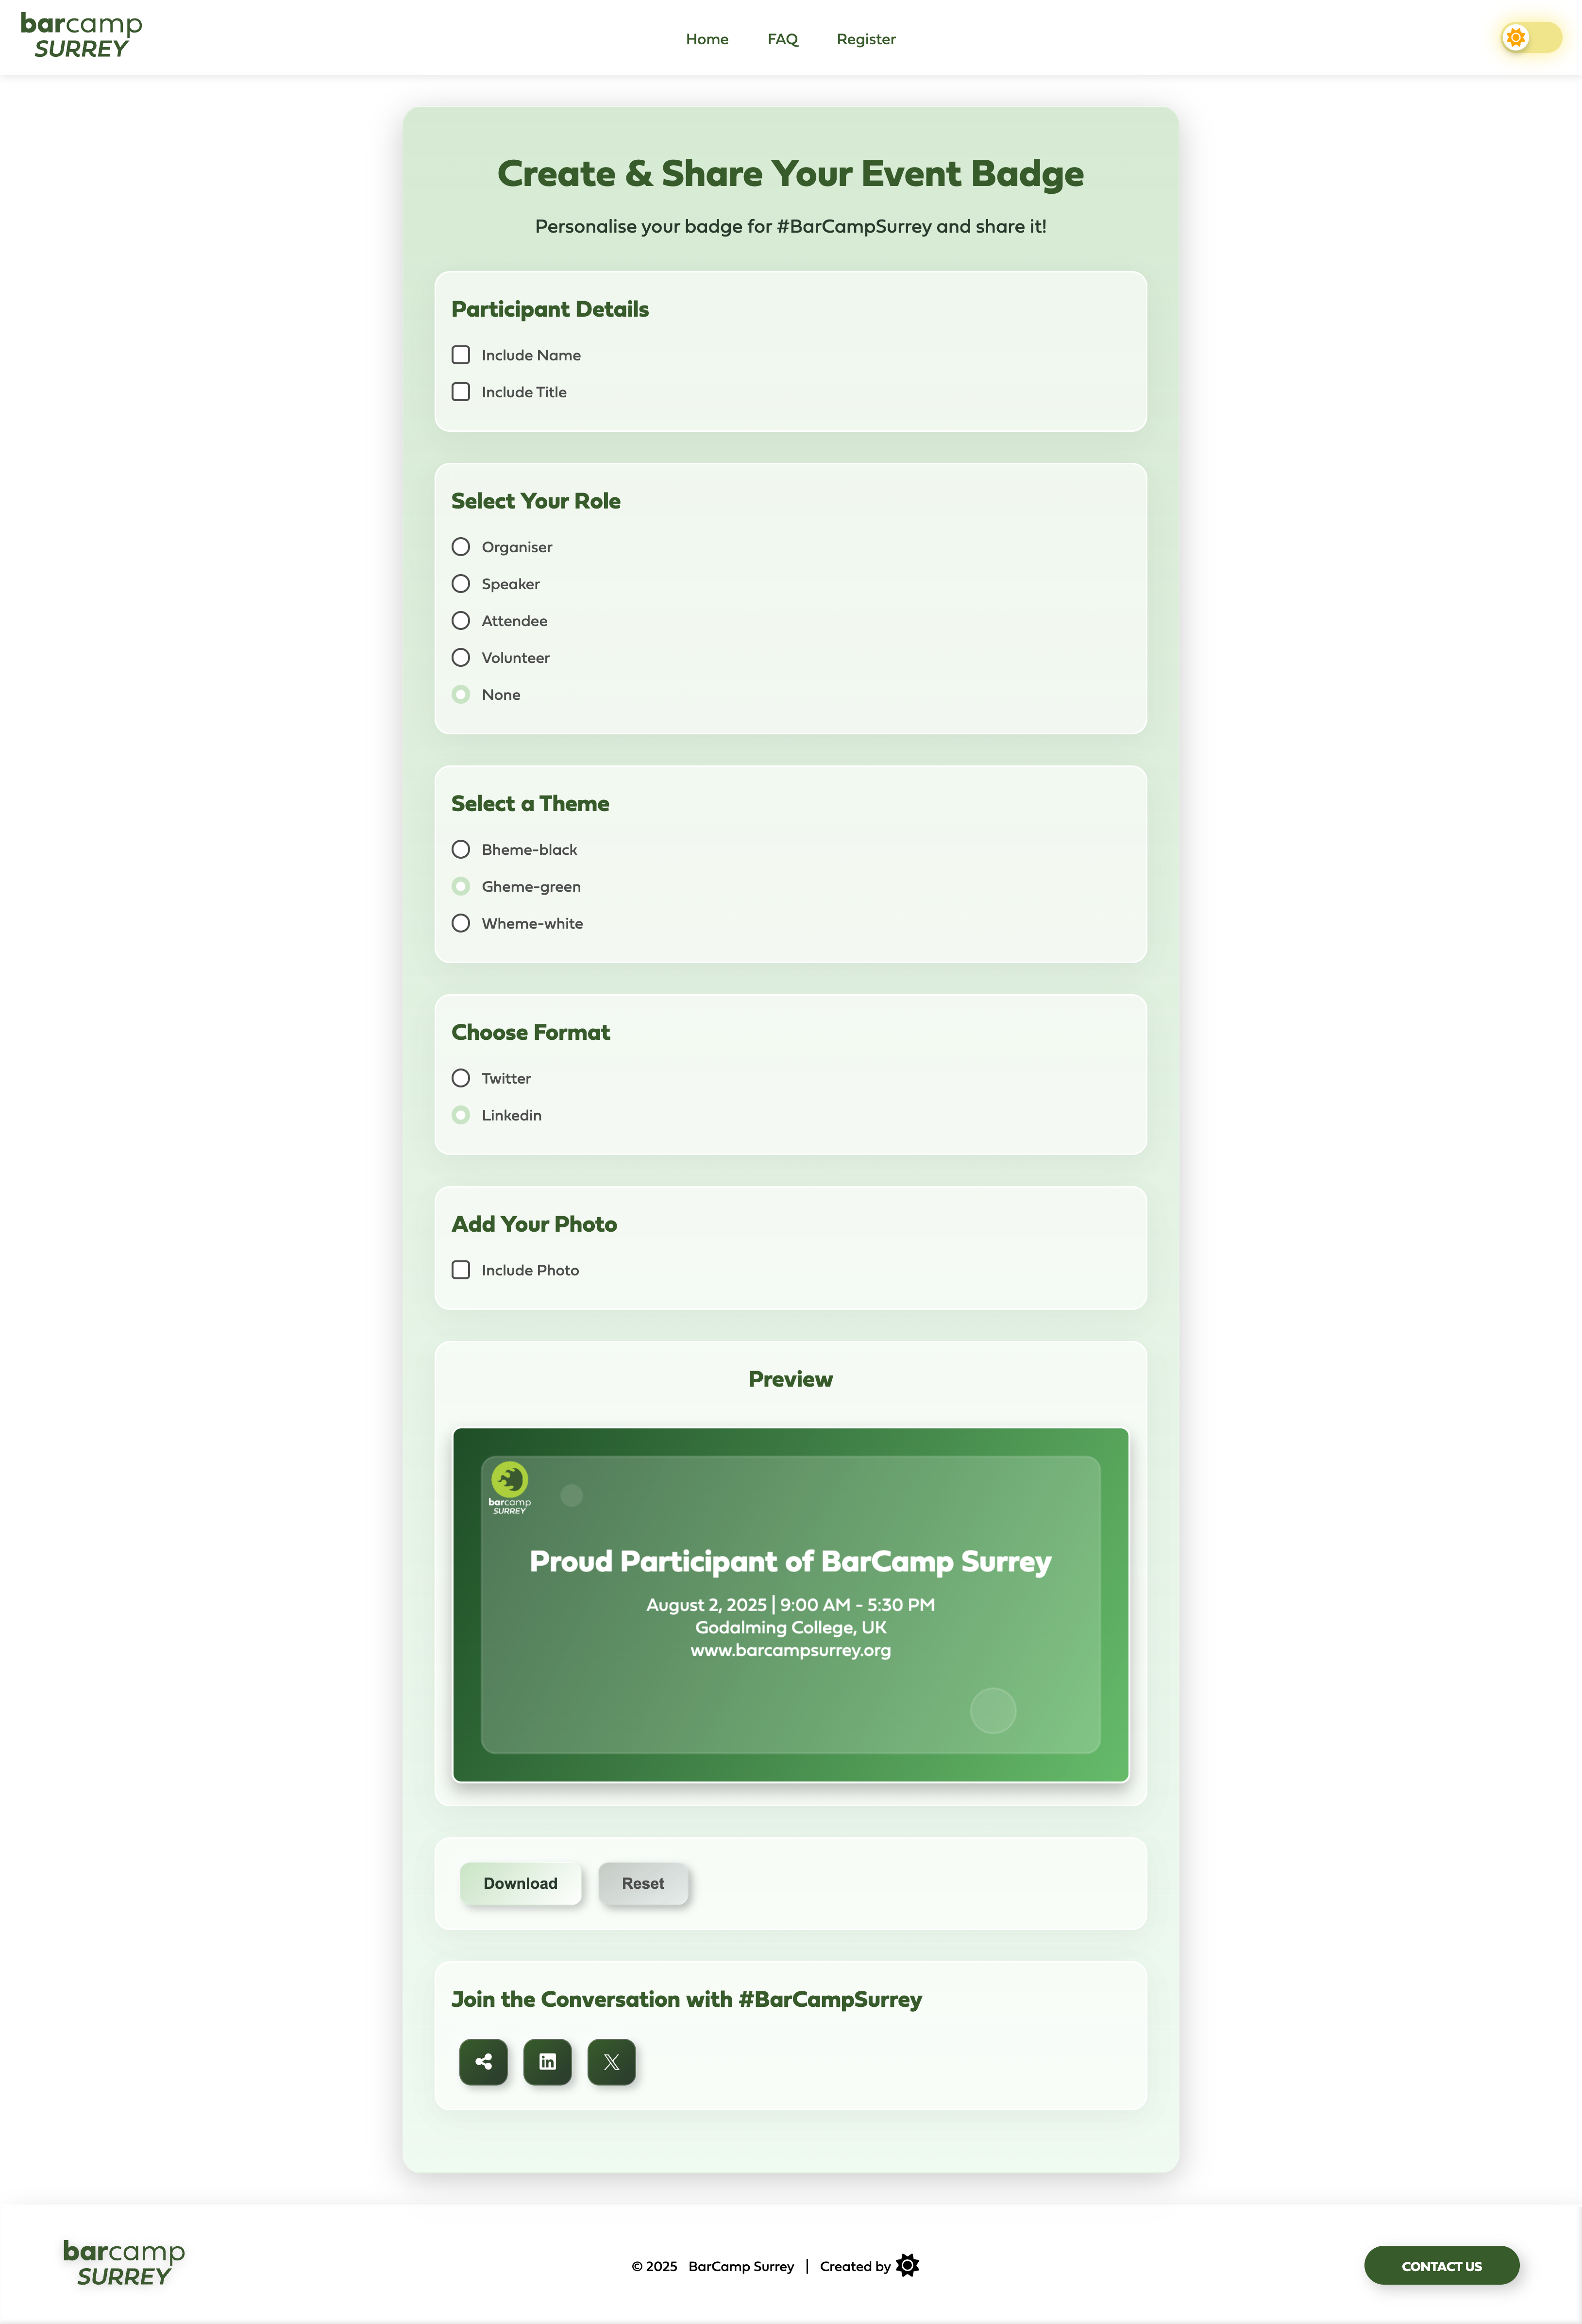 barcamp
SURREY
Home FAQ Register
Create & Share Your Event Badge
Personalise your badge for #BarCampSurrey and share it!
Participant Details
Include Name
Include Title
Select Your Role
Organiser
Speaker
Attendee
Volunteer
None
Select a Theme
Bheme-black
Gheme-green
Wheme-white
Choose Format
Twitter
Linkedin
Add Your Photo
Include Photo
Preview
barcamp
SURREY
Proud Participant of BarCamp Surrey
August 2, 2025 | 9:00 AM - 5:30 PM
Godalming College, UK
www.barcampsurrey.org
Download Reset
Join the Conversation with #BarCampSurrey
in X
barcamp
SURREY
© 2025 BarCamp Surrey | Created by
CONTACT US